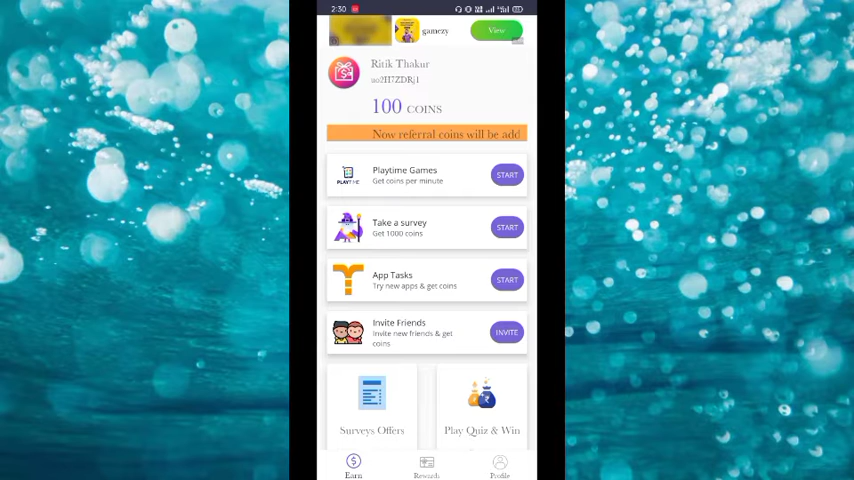 2:30
gamezy
View
Ritik Thakur
100 COINS
Now referral coins will be add
PLAYTIME
Playtime Games
Get coins per minute
START
Take a survey
Get 1000 coins
START
App Tasks
Try new apps & get coins
START
Invite Friends
Invite new friends & get
coins
INVITE
Surveys Offers
Play Quiz & Win
Earn
Rewards
Profile